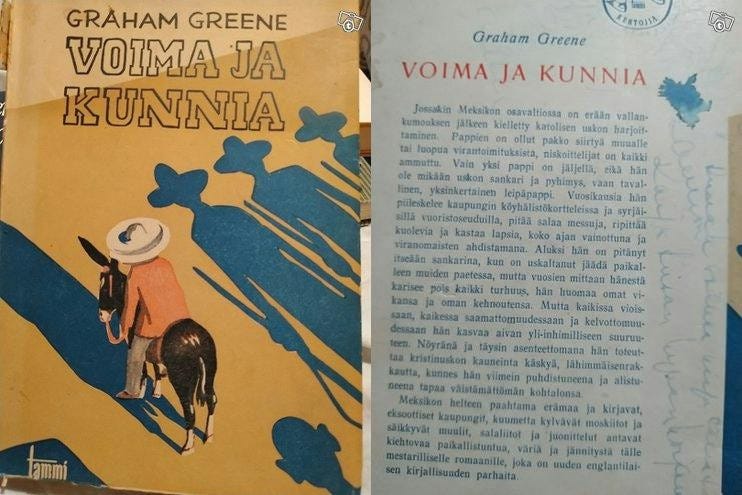 GRAHAM GREENE
VOIMA JA
KUNNIA
tammi
KERTOJIA
Graham Greene
VOIMA JA KUNNIA
Jossakin Meksikon osavaltiossa on erään vallan-
kumouksen jälkeen kielletty katolisen uskon harjoit-
taminen. Pappien on ollut pakko siirtyä muualle
tai luopua virantoimituksista, niskoittelijat on kaikki
ammuttu. Vain yksi pappi on jäljellä, eikä hän
ole mikään uskon sankari ja pyhimys, vaan taval-
linen, yksinkertainen leipäpappi. Vuosikausia hän
piileskelee kaupungin köyhälistökortteleissa ja syrjäi-
sillä vuoristoseuduilla, pitää salaa messuja, ripittää
kuolevia ja kastaa lapsia, koko ajan vainottuna ja
viranomaisten ahdistamana. Aluksi hän on pitänyt
itseään sankarina, kun on uskaltanut jäädä paikal-
leen muiden paetessa, mutta vuosien mittaan hänestä
karisee pois kaikki turhuus, hän huomaa omat vi-
kansa ja oman kehnoutensa. Mutta kaikessa viois-
saan, kaikessa saamattomuudessaan ja kelvottomuu-
dessaan hän kasvaa aivan yli-inhimilliseen suuruu-
teen. Nöyränä ja täysin asenteettomana hän toteut-
taa kristinuskon kauneinta käskyä, lähimmäisenrak-
kautta, kunnes hän viimein puhdistuneena ja alistu-
neena tapaa väistämättömän kohtalonsa.
Meksikon helteen paahtama erämaa ja kirjavat,
eksoottiset kaupungit, kuumetta kylvävät moskiitot ja
säikkyvät muulit, salaliitot ja juonittelut antavat
kiehtovaa paikallistuntua, väriä ja jännitystä tälle
mestarilliselle romaanille, joka on uuden englantilai-
sen kirjallisuuden parhaita.